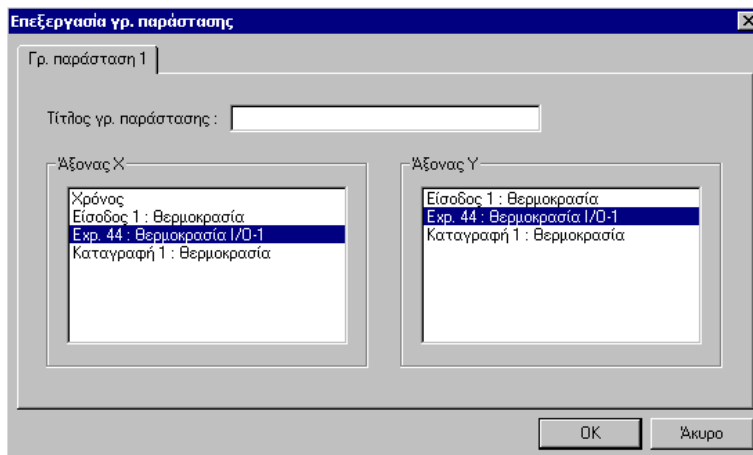 Επεξεργασία γρ. παράστασης
Γρ. παράσταση 1
Τίτλος γρ. παράστασης :
Άξονας X
Χρόνος
Είσοδος 1 : Θερμοκρασία
Exp. 44 : Θερμοκρασία I/O-1
Καταγραφή 1 : Θερμοκρασία
Άξονας Y
Είσοδος 1 : Θερμοκρασία
Exp. 44 : Θερμοκρασία I/O-1
Καταγραφή 1 : Θερμοκρασία
OK
Άκυρο